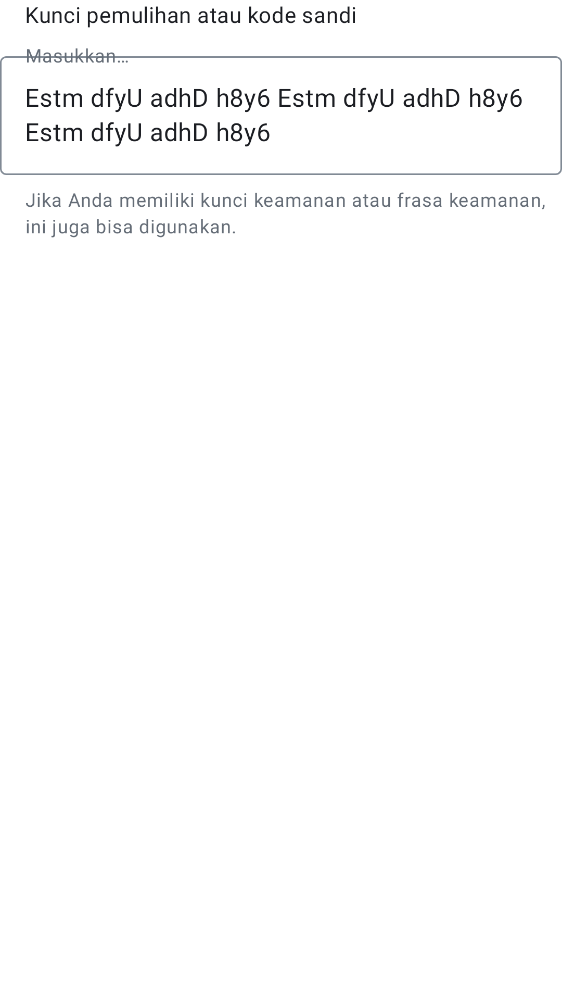 Kunci pemulihan atau kode sandi
Masukkan…
Estm dfyU adhD h8y6 Estm dfyU adhD h8y6
Estm dfyU adhD h8y6
Jika Anda memiliki kunci keamanan atau frasa keamanan,
ini juga bisa digunakan.